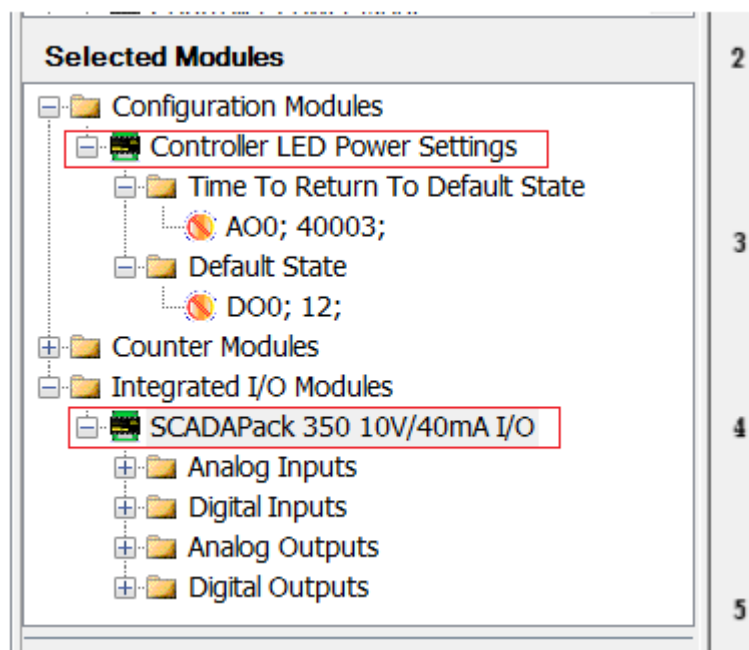 Selected Modules
2
Configuration Modules
Controller LED Power Settings
Time To Return To Default State
AO0; 40003;
3
Default State
DO0; 12;
Counter Modules
Integrated I/O Modules
SCADAPack 350 10V/40mA I/O
4
Analog Inputs
Digital Inputs
Analog Outputs
Digital Outputs
5